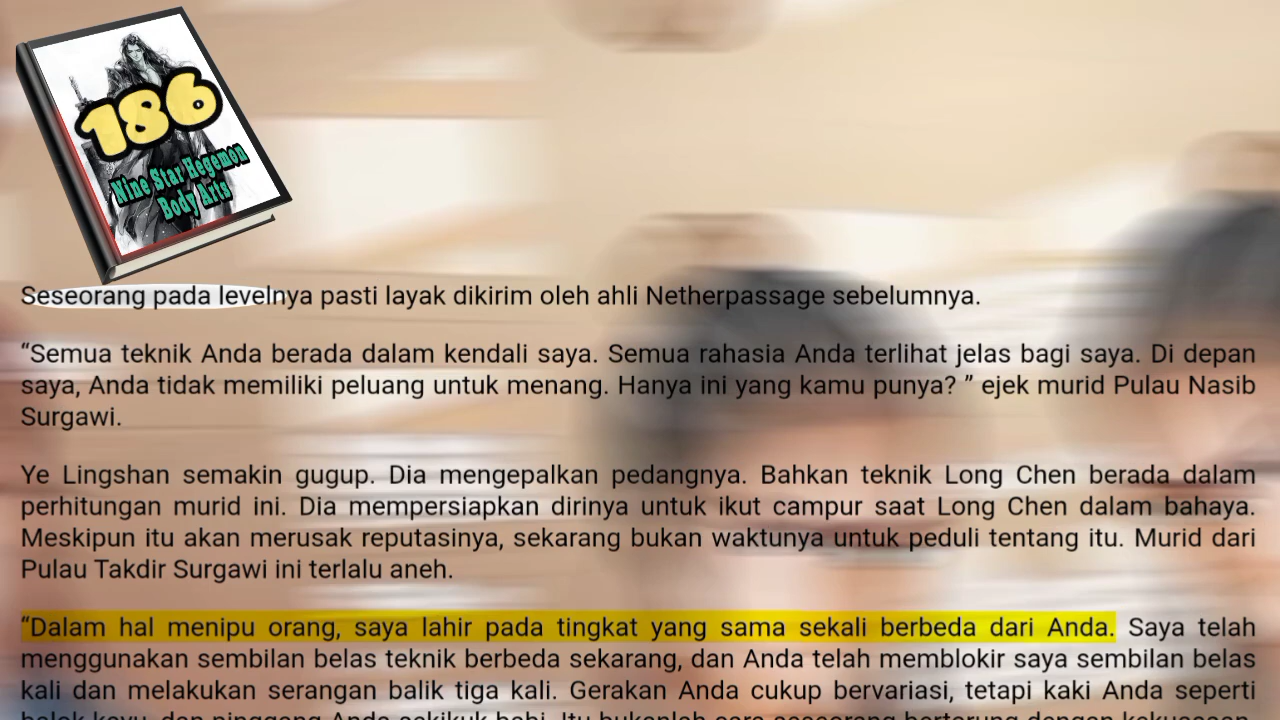 186
Nine Star Hegemon
Body Arts
Seseorang pada levelnya pasti layak dikirim oleh ahli Netherpassage sebelumnya.
“Semua teknik Anda berada dalam kendali saya. Semua rahasia Anda terlihat jelas bagi saya. Di depan
saya, Anda tidak memiliki peluang untuk menang. Hanya ini yang kamu punya? ” ejek murid Pulau Nasib
Surgawi.
Ye Lingshan semakin gugup. Dia mengepalkan pedangnya. Bahkan teknik Long Chen berada dalam
perhitungan murid ini. Dia mempersiapkan dirinya untuk ikut campur saat Long Chen dalam bahaya.
Meskipun itu akan merusak reputasinya, sekarang bukan waktunya untuk peduli tentang itu. Murid dari
Pulau Takdir Surgawi ini terlalu aneh.
“Dalam hal menipu orang, saya lahir pada tingkat yang sama sekali berbeda dari Anda. Saya telah
menggunakan sembilan belas teknik berbeda sekarang, dan Anda telah memblokir saya sembilan belas
kali dan melakukan serangan balik tiga kali. Gerakan Anda cukup bervariasi, tetapi kaki Anda seperti